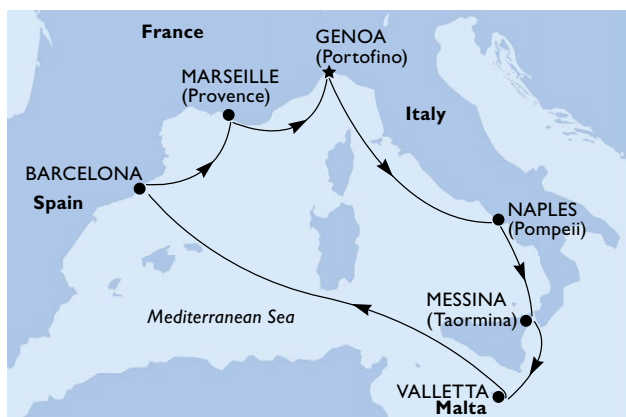 France
GENOA
(Portofino)
MARSEILLE
(Provence)
Italy
BARCELONA
Spain
NAPLES
(Pompeii)
MESSINA
(Taormina)
Mediterranean Sea
VALLETTA
Malta